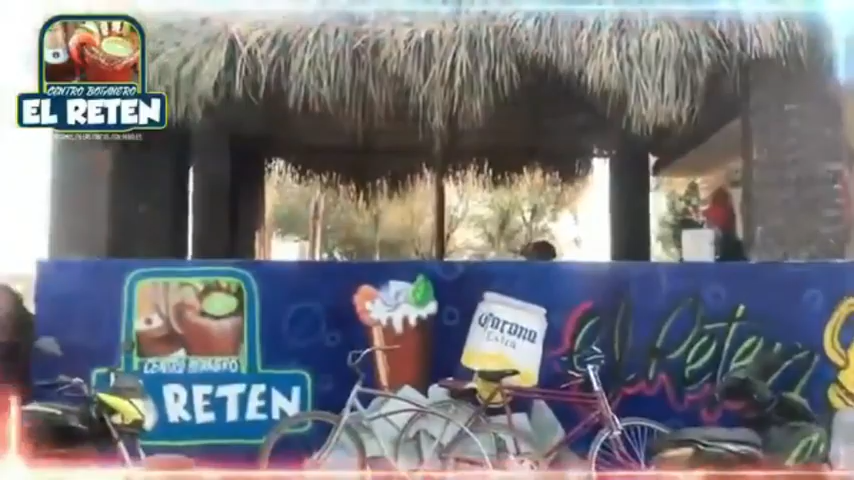 CENTRO BOTANERO
EL RETEN
CENTRO BOTANERO
RETEN
Corona
Extra
El Reten